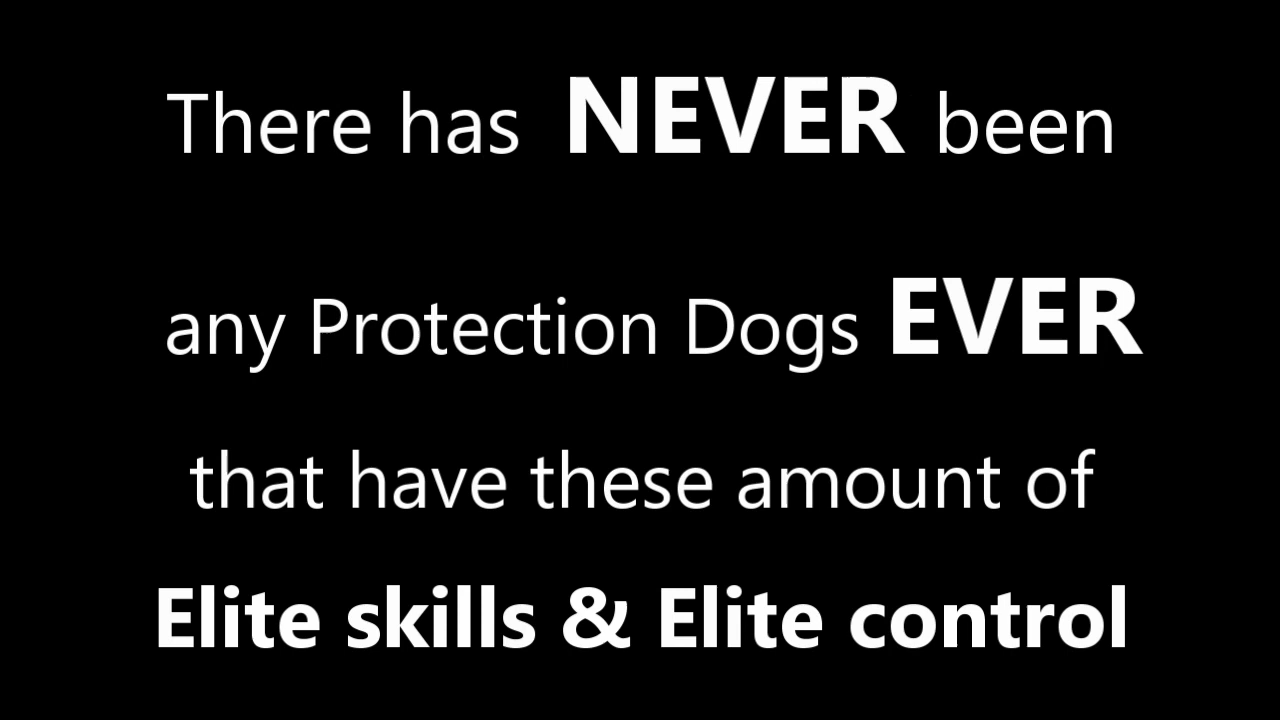 There has NEVER been
any Protection Dogs EVER
that have these amount of
Elite skills & Elite control